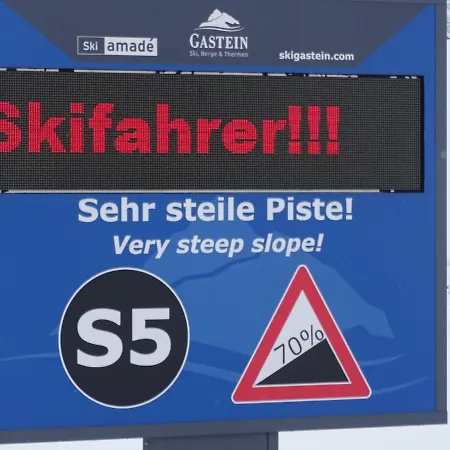 Ski amadé
GASTEIN
Ski, Berge & Thermen
skigastein.com
Skifahrer!!!
Sehr steile Piste!
Very steep slope!
S5
70%